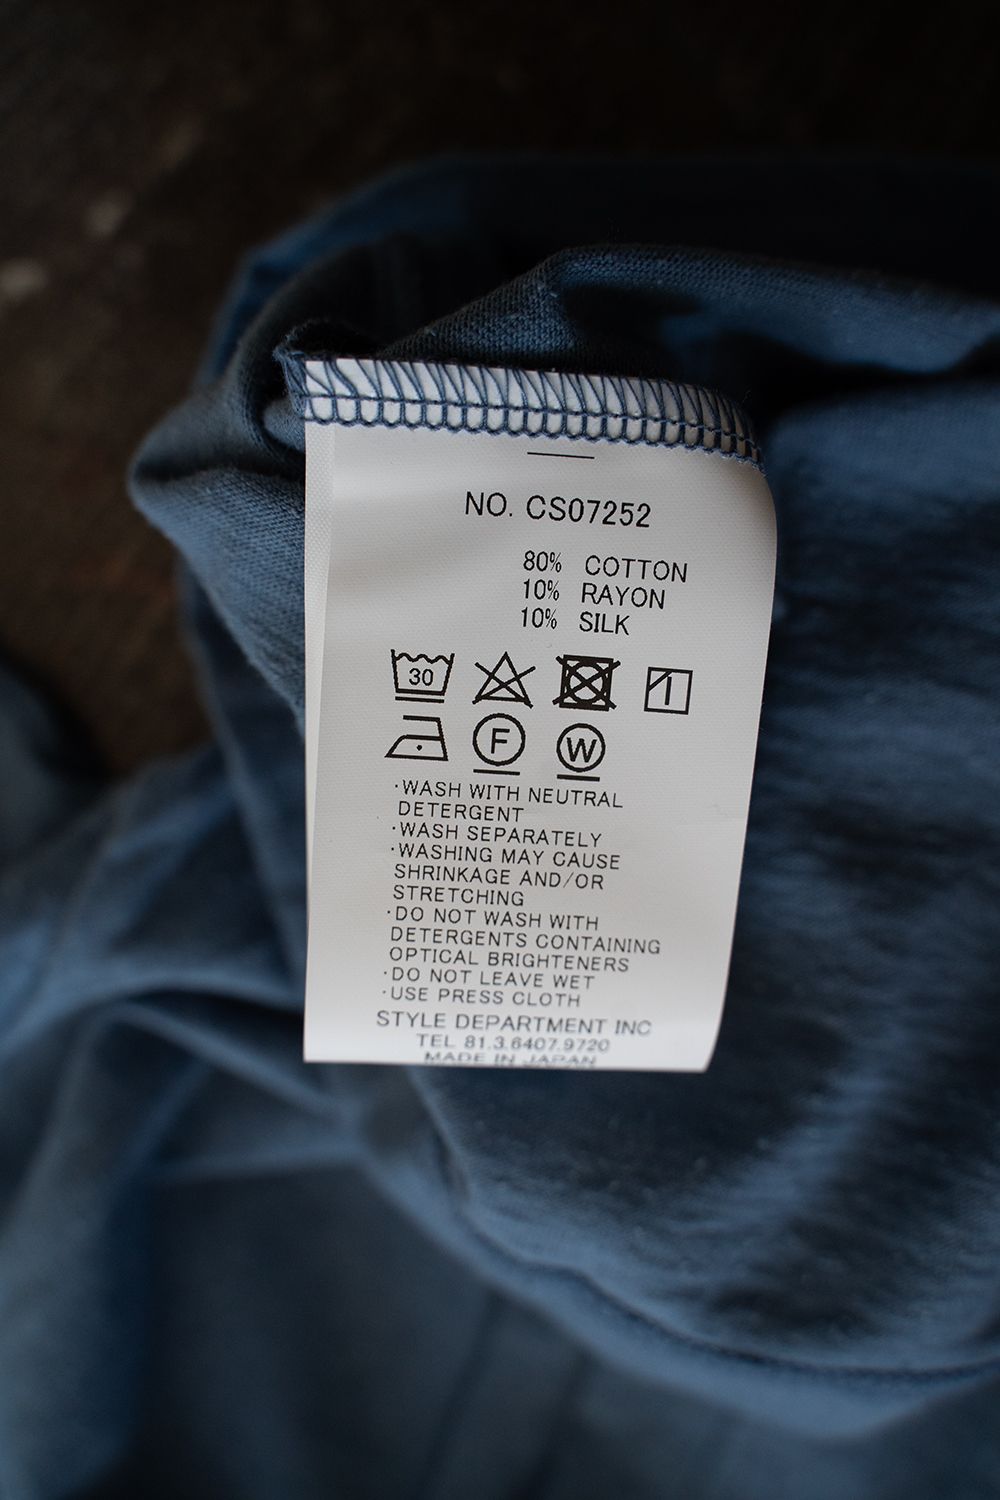 NO. CS07252
80% COTTON
10% RAYON
10% SILK
30
F W
·WASH WITH NEUTRAL
DETERGENT
·WASH SEPARATELY
·WASHING MAY CAUSE
SHRINKAGE AND/OR
STRETCHING
·DO NOT WASH WITH
DETERGENTS CONTAINING
OPTICAL BRIGHTENERS
·DO NOT LEAVE WET
·USE PRESS CLOTH
STYLE DEPARTMENT INC
TEL 81.3.6407.9720
MADE IN JAPAN